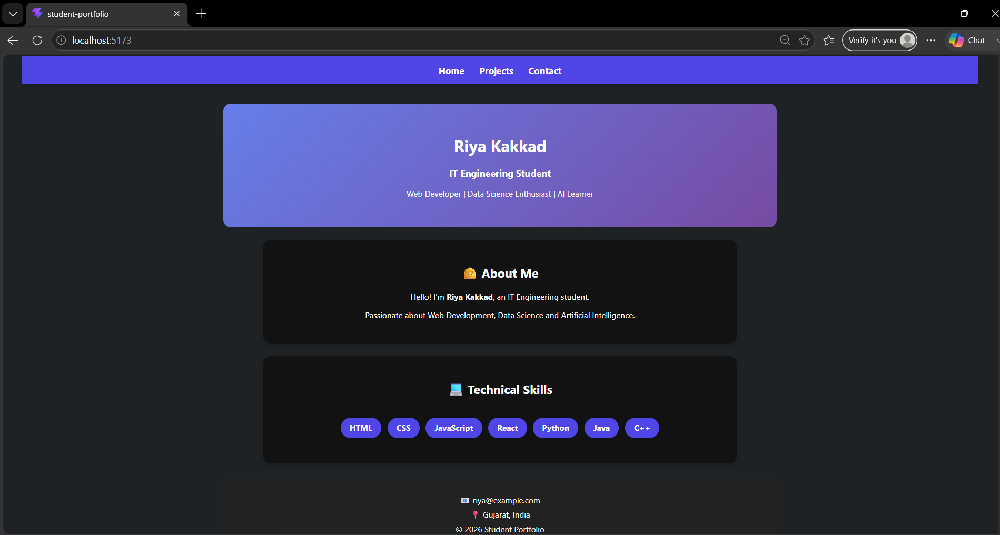 student-portfolio
localhost:5173
Verify it's you
Chat
Home Projects Contact
Riya Kakkad
IT Engineering Student
Web Developer | Data Science Enthusiast | AI Learner
About Me
Hello! I'm Riya Kakkad, an IT Engineering student.
Passionate about Web Development, Data Science and Artificial Intelligence.
Technical Skills
HTML CSS JavaScript React Python Java C++
riya@example.com
Gujarat, India
© 2026 Student Portfolio